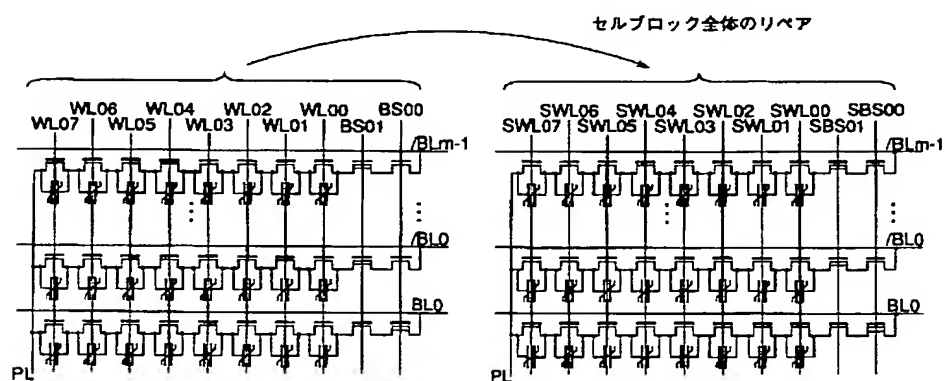 セルブロック全体のリペア
WL06 WL04 WL02 WL00 BS00
WL07 WL05 WL03 WL01 BS01
/BLm-1
/BL0
BL0
PL
SWL06 SWL04 SWL02 SWL00 SBS00
SWL07 SWL05 SWL03 SWL01 SBS01
/BLm-1
/BL0
BL0
PL